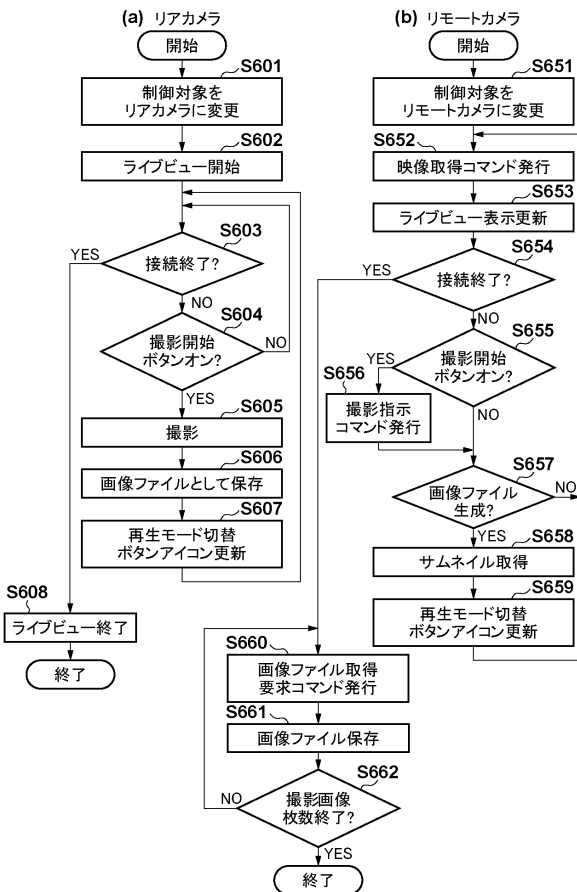 (a) リアカメラ
開始
S601
制御対象を
リアカメラに変更
S602
ライブビュー開始
S603
接続終了?
YES
NO
S604
撮影開始
ボタンオン?
NO
YES
S605
撮影
S606
画像ファイルとして保存
S607
再生モード切替
ボタンアイコン更新
S608
ライブビュー終了
終了
(b) リモートカメラ
開始
S651
制御対象を
リモートカメラに変更
S652
映像取得コマンド発行
S653
ライブビュー表示更新
S654
接続終了?
YES
NO
S655
撮影開始
ボタンオン?
YES
NO
S656
撮影指示
コマンド発行
S657
画像ファイル
生成?
NO
YES
S658
サムネイル取得
S659
再生モード切替
ボタンアイコン更新
S660
画像ファイル取得
要求コマンド発行
S661
画像ファイル保存
S662
撮影画像
枚数終了?
NO
YES
終了